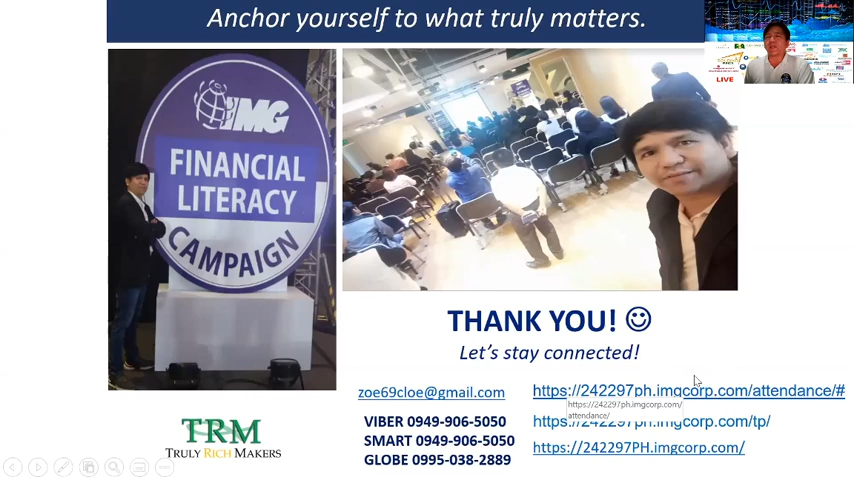 Anchor yourself to what truly matters.
LIVE
IMG
FINANCIAL
LITERACY
CAMPAIGN
THANK YOU! ☺
Let's stay connected!
zoe69cloe@gmail.com
https://242297ph.imgcorp.com/attendance/#
https://242297ph.imgcorp.com/
attendance/
VIBER 0949-906-5050
https://242297ph.imgcorp.com/tp/
SMART 0949-906-5050
https://242297PH.imgcorp.com/
GLOBE 0995-038-2889
TRM
TRULY RICH MAKERS